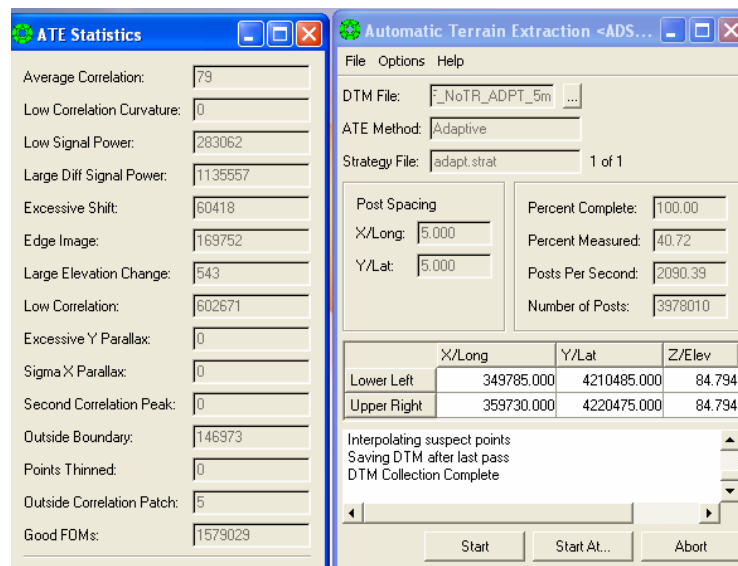 ATE Statistics
Average Correlation: 79
Low Correlation Curvature: 0
Low Signal Power: 283062
Large Diff Signal Power: 1135557
Excessive Shift: 60418
Edge Image: 169752
Large Elevation Change: 543
Low Correlation: 602671
Excessive Y Parallax: 0
Sigma X Parallax: 0
Second Correlation Peak: 0
Outside Boundary: 146973
Points Thinned: 0
Outside Correlation Patch: 5
Good FOMs: 1579029
Automatic Terrain Extraction <ADS...
File Options Help
DTM File: F_NoTR_ADPT_5m ...
ATE Method: Adaptive
Strategy File: adapt.strat 1 of 1
Post Spacing
X/Long: 5.000
Y/Lat: 5.000
Percent Complete: 100.00
Percent Measured: 40.72
Posts Per Second: 2090.39
Number of Posts: 3978010
X/Long Y/Lat Z/Elev
Lower Left 349785.000 4210485.000 84.794
Upper Right 359730.000 4220475.000 84.794
Interpolating suspect points
Saving DTM after last pass
DTM Collection Complete
Start Start At... Abort